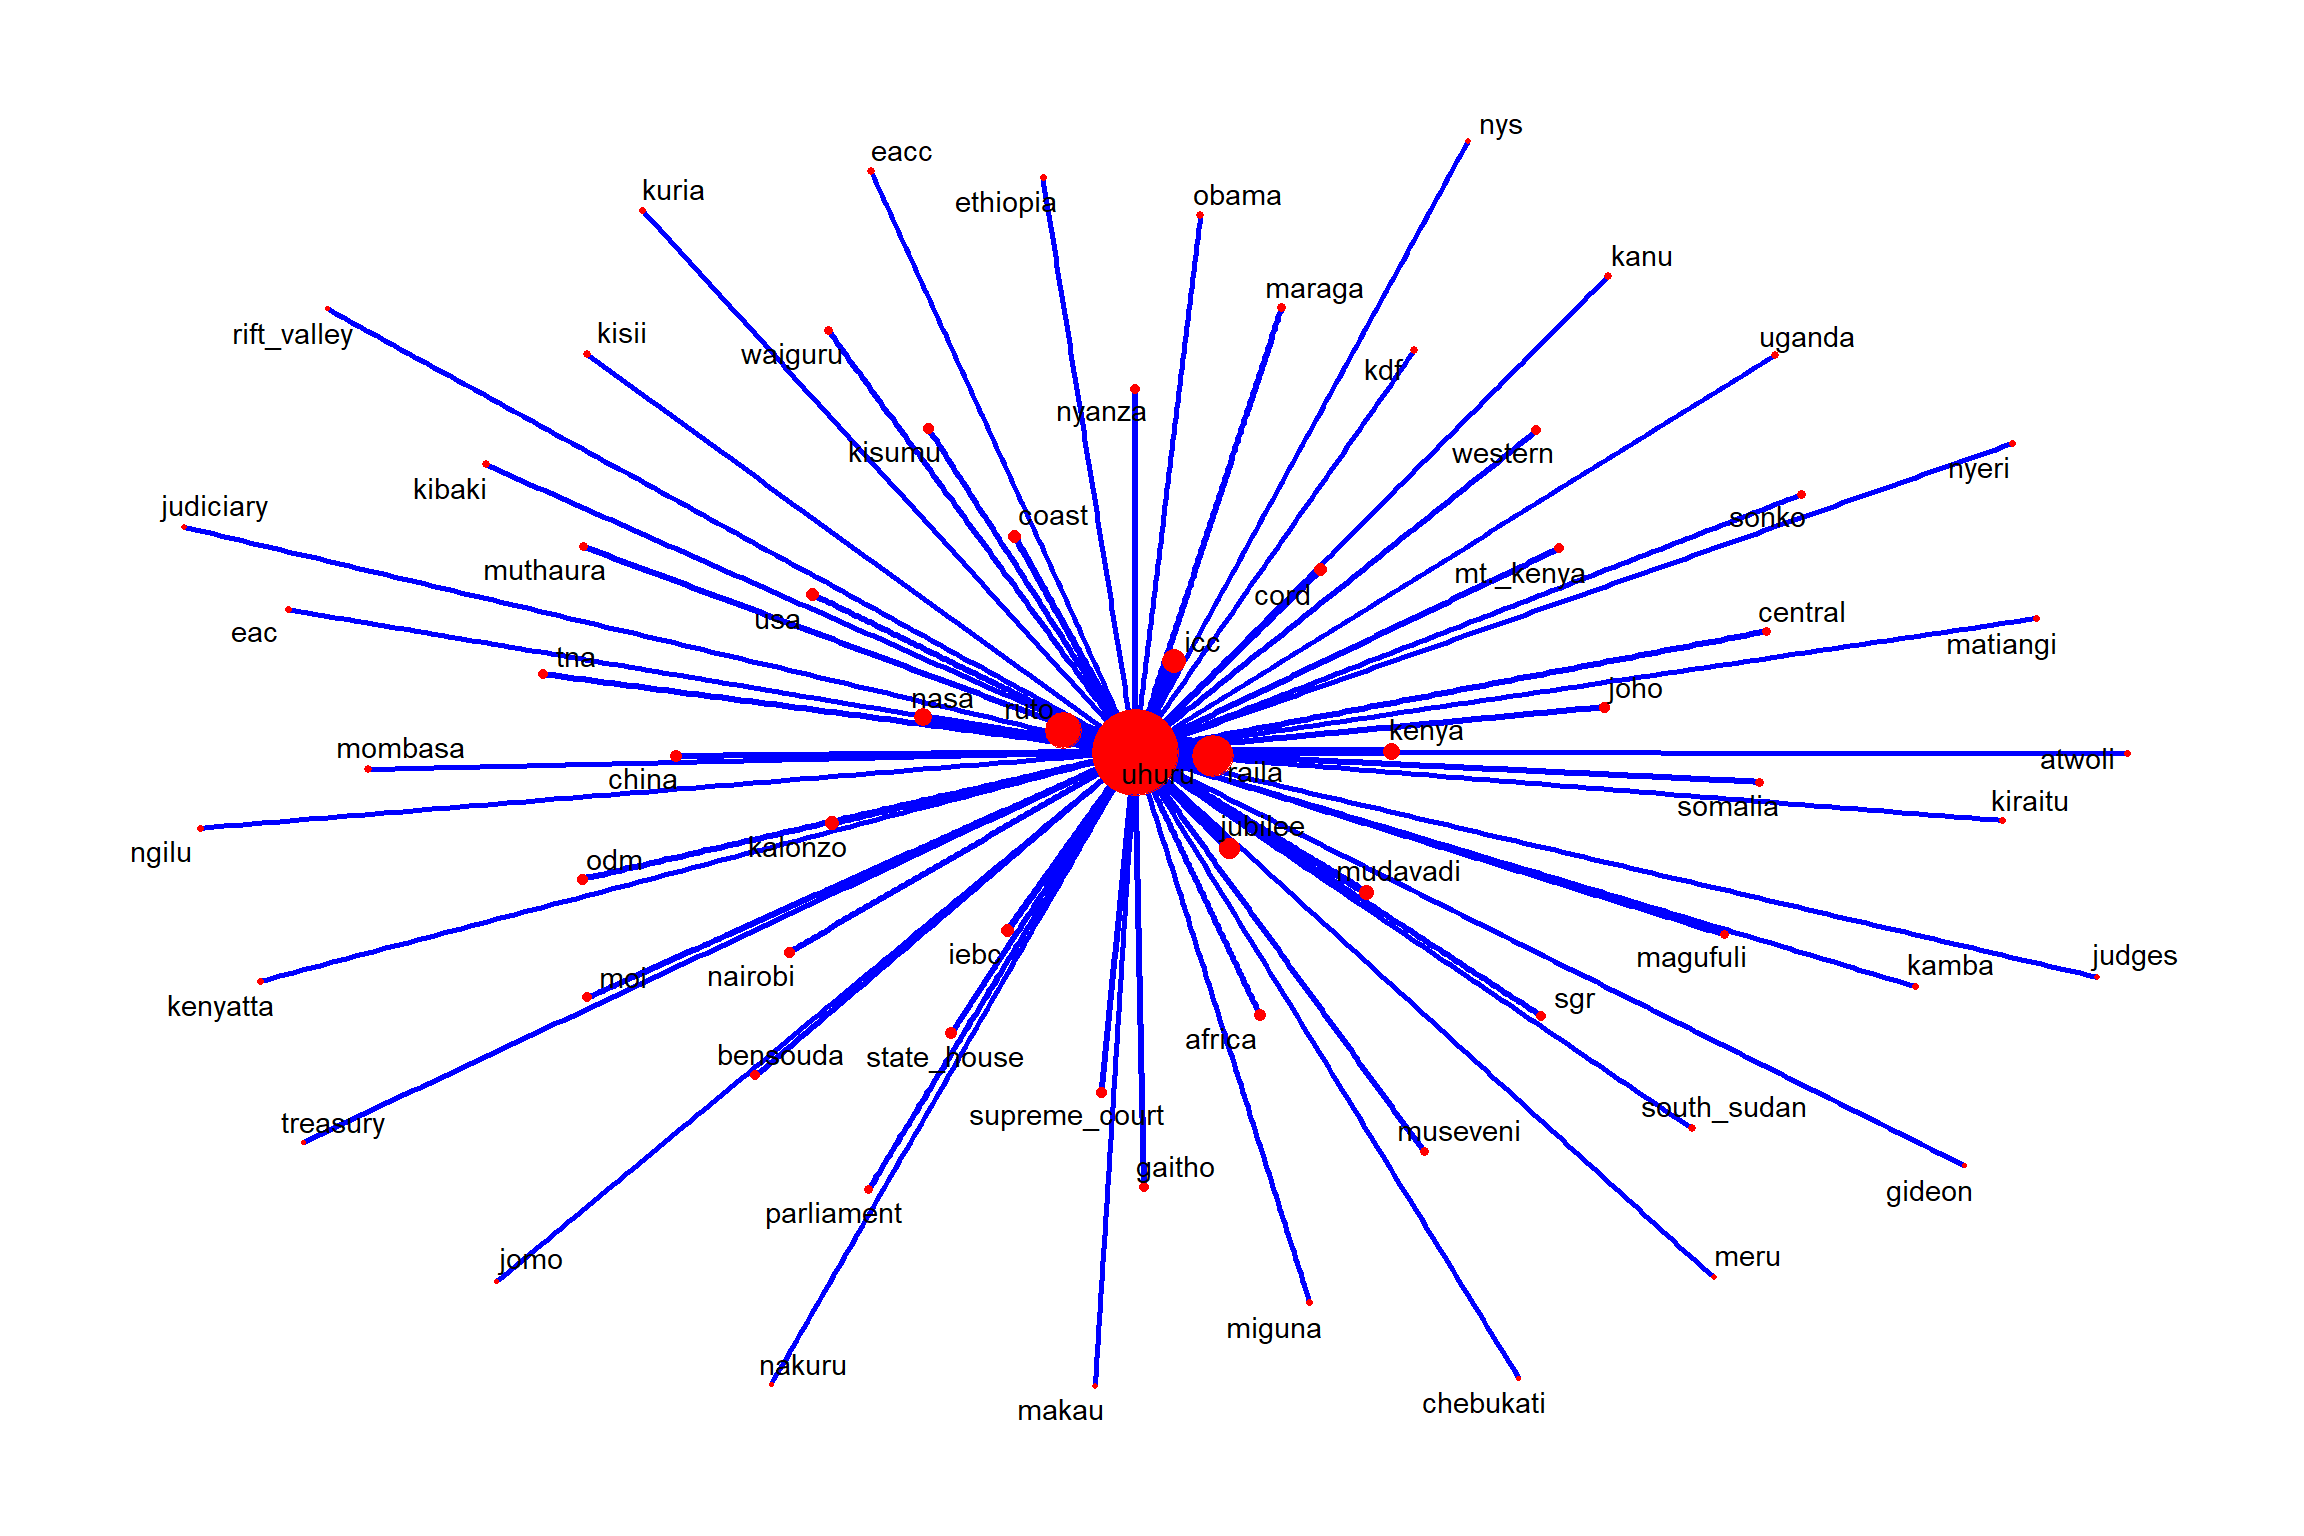 nys
eacc
kuria
ethiopia
obama
kanu
maraga
rift_valley
kisii
waiguru
kdf
uganda
nyanza
kisumu
western
nyeri
kibaki
judiciary
coast
sonko
muthaura
mt_kenya
cord
usa
central
eac
tna
jcc
matiangi
nasa
ruto
joho
kenya
mombasa
atwoli
china
uhuru
raila
somalia
kiraitu
ngilu
odm
kalonzo
jubilee
mudavadi
iebc
magufuli
kamba
judges
kenyatta
moi
nairobi
sgr
africa
bensouda
state_house
treasury
supreme_court
museveni
south_sudan
gaitho
gideon
parliament
jomo
meru
miguna
nakuru
makau
chebukati